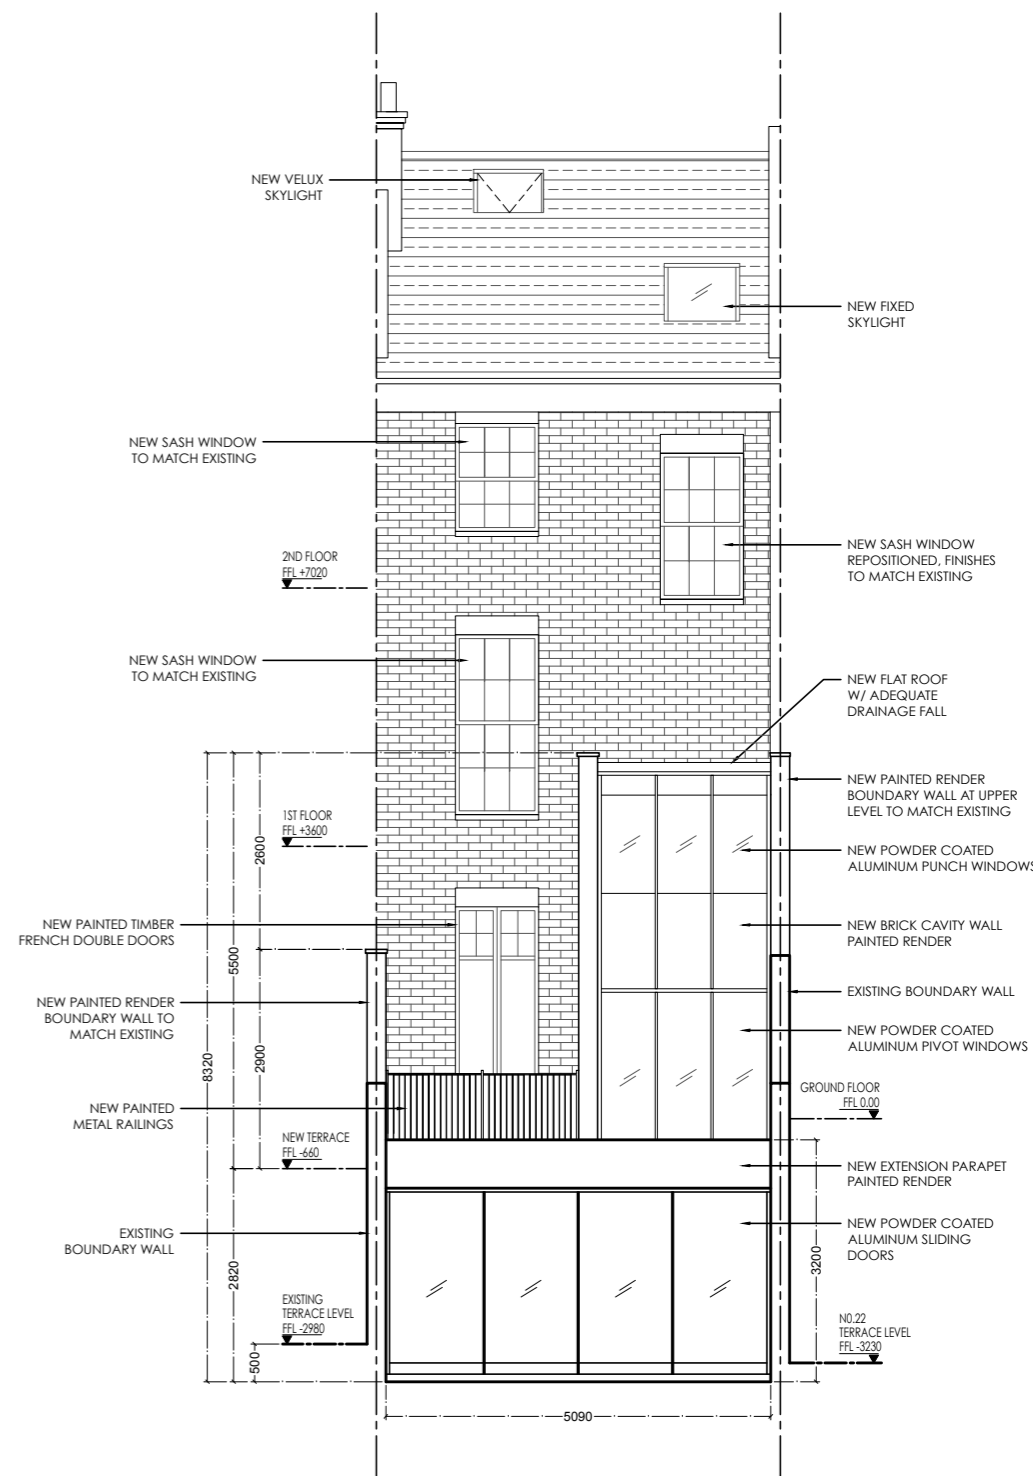 NEW VELUX
SKYLIGHT
NEW FIXED
SKYLIGHT
NEW SASH WINDOW
TO MATCH EXISTING
NEW SASH WINDOW
REPOSITIONED, FINISHES
TO MATCH EXISTING
2ND FLOOR
FFL +7020
NEW SASH WINDOW
TO MATCH EXISTING
NEW FLAT ROOF
W/ ADEQUATE
DRAINAGE FALL
NEW PAINTED RENDER
BOUNDARY WALL AT UPPER
LEVEL TO MATCH EXISTING
1ST FLOOR
FFL +3600
2600
NEW POWDER COATED
ALUMINUM PUNCH WINDOWS
NEW PAINTED TIMBER
FRENCH DOUBLE DOORS
NEW BRICK CAVITY WALL
PAINTED RENDER
5500
NEW PAINTED RENDER
BOUNDARY WALL TO
MATCH EXISTING
EXISTING BOUNDARY WALL
NEW POWDER COATED
ALUMINUM PIVOT WINDOWS
8320
2900
GROUND FLOOR
FFL 0.00
NEW PAINTED
METAL RAILINGS
NEW TERRACE
FFL -660
NEW EXTENSION PARAPET
PAINTED RENDER
EXISTING
BOUNDARY WALL
NEW POWDER COATED
ALUMINUM SLIDING
DOORS
2820
3200
EXISTING
TERRACE LEVEL
FFL -2980
N0.22
TERRACE LEVEL
FFL -3230
500
5090